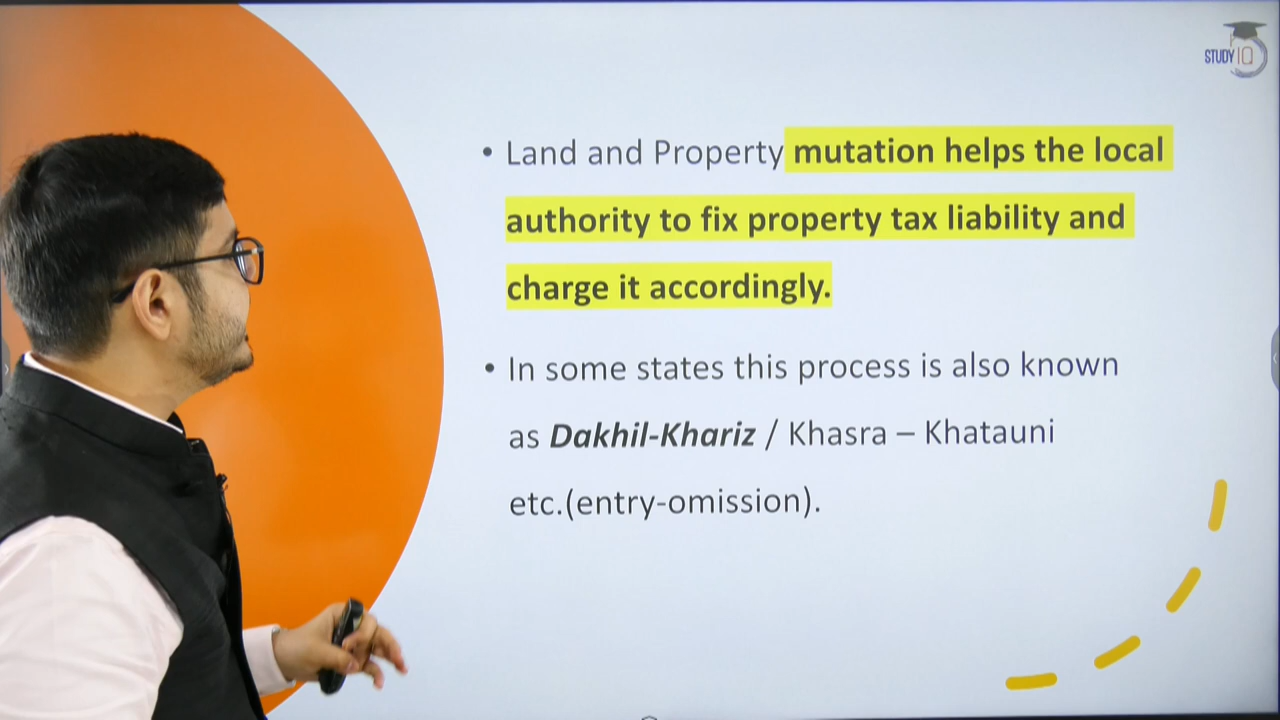 STUDY IQ
• Land and Property mutation helps the local
authority to fix property tax liability and
charge it accordingly.
• In some states this process is also known
as Dakhil-Khariz / Khasra – Khatauni
etc.(entry-omission).